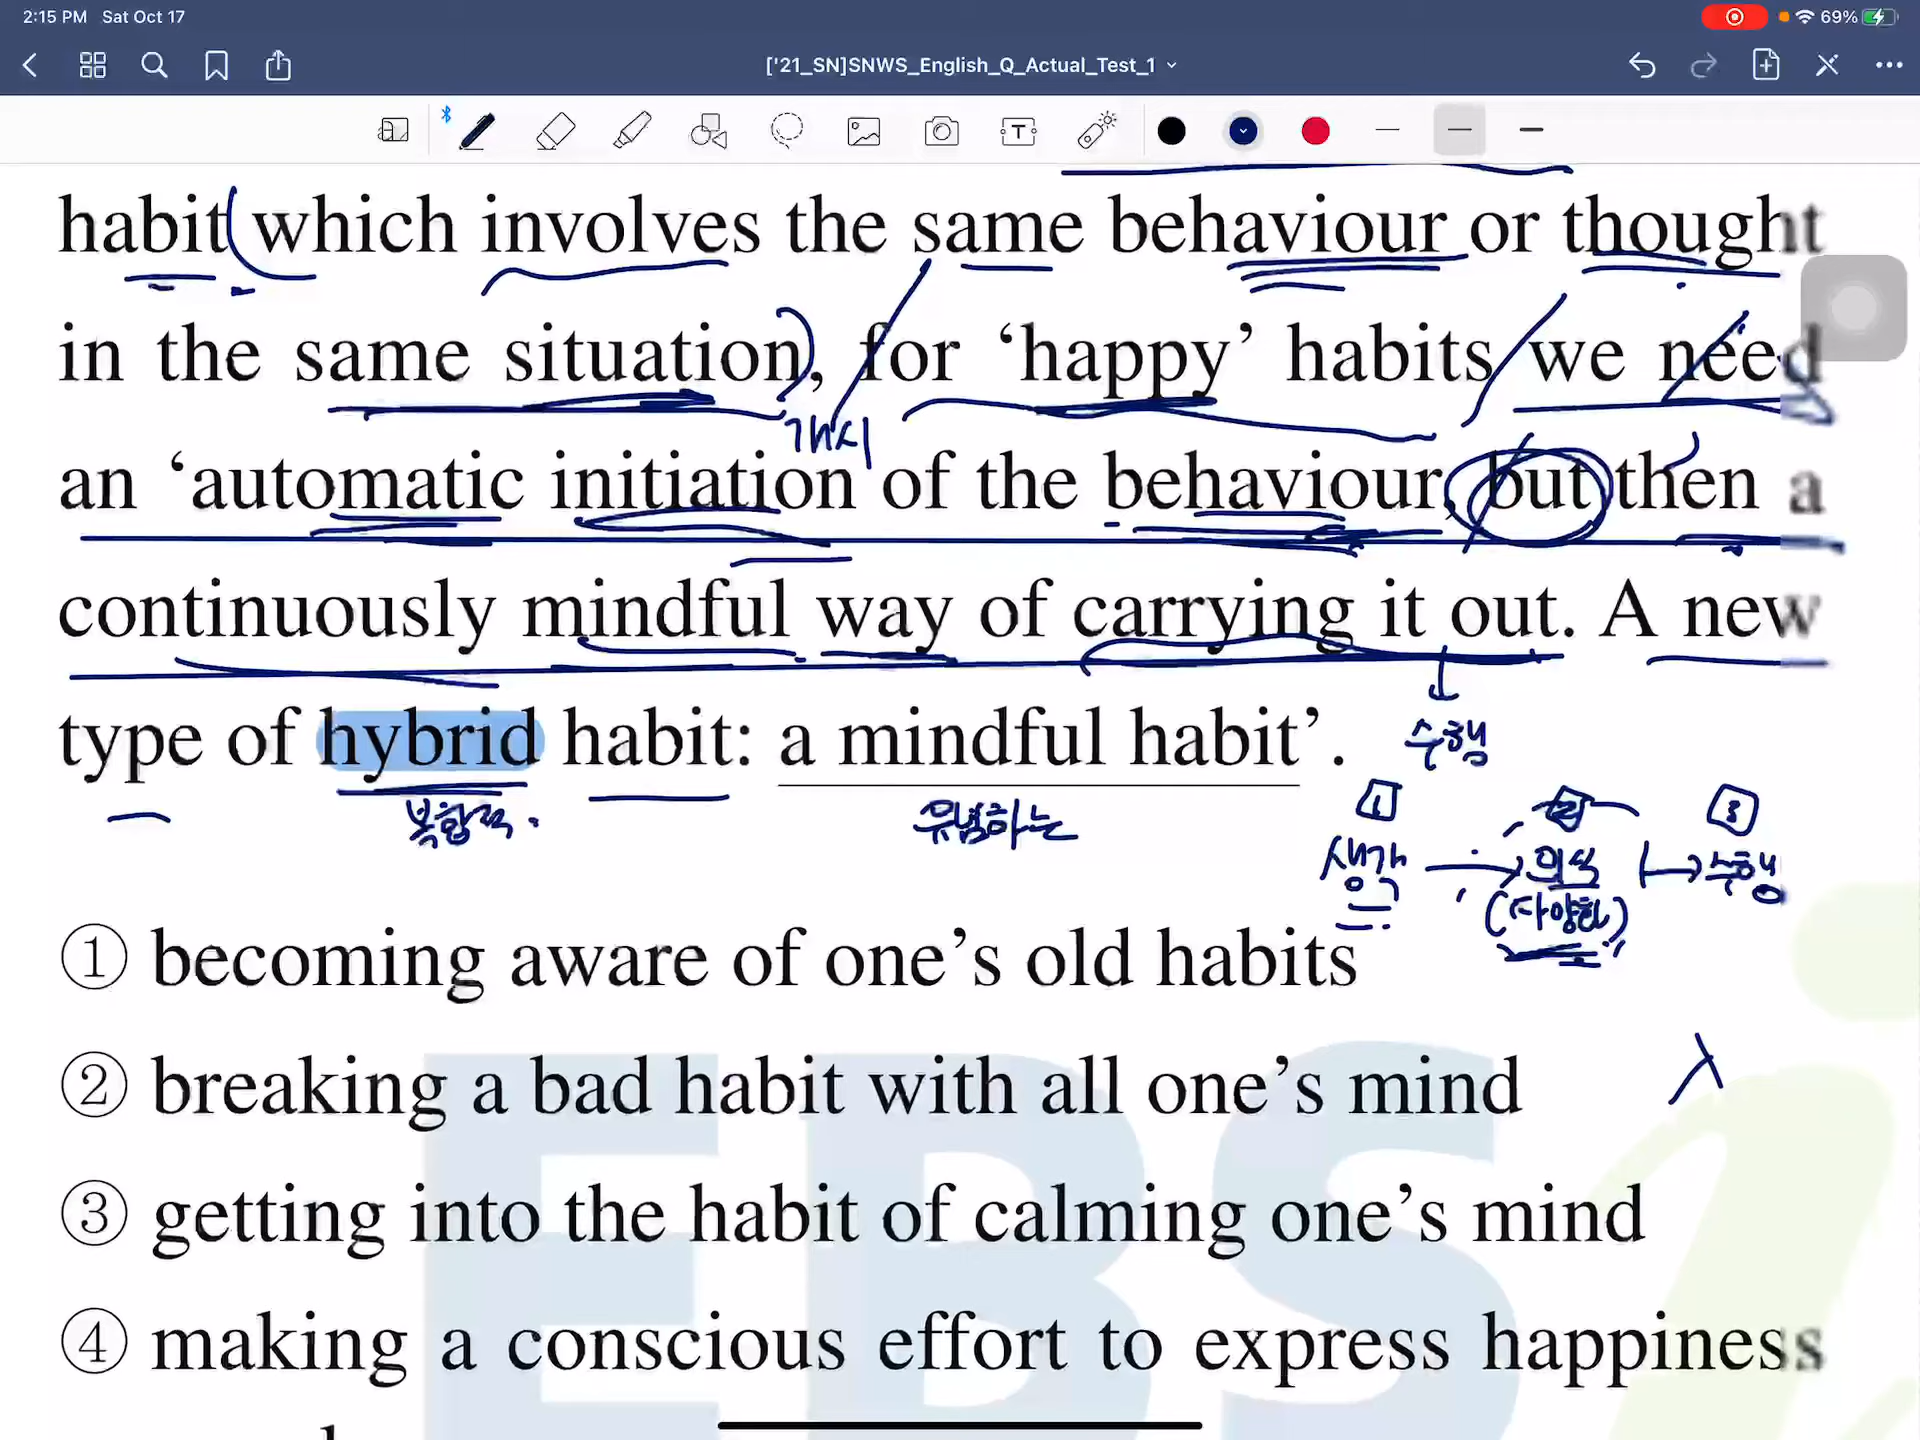 2:15 PM Sat Oct 17
69%
['21_SN]SNWS_English_Q_Actual_Test_1
T
habit which involves the same behaviour or thought
in the same situation, for ‘happy’ habits we need
개시
an ‘automatic initiation of the behaviour, but then a
continuously mindful way of carrying it out. A new
type of hybrid habit: a mindful habit’.
수행
복합적.
유념하는
1 2 3
생각 → 의식 → 수행
(다양한)
① becoming aware of one’s old habits
② breaking a bad habit with all one’s mind
③ getting into the habit of calming one’s mind
④ making a conscious effort to express happiness
EBSi